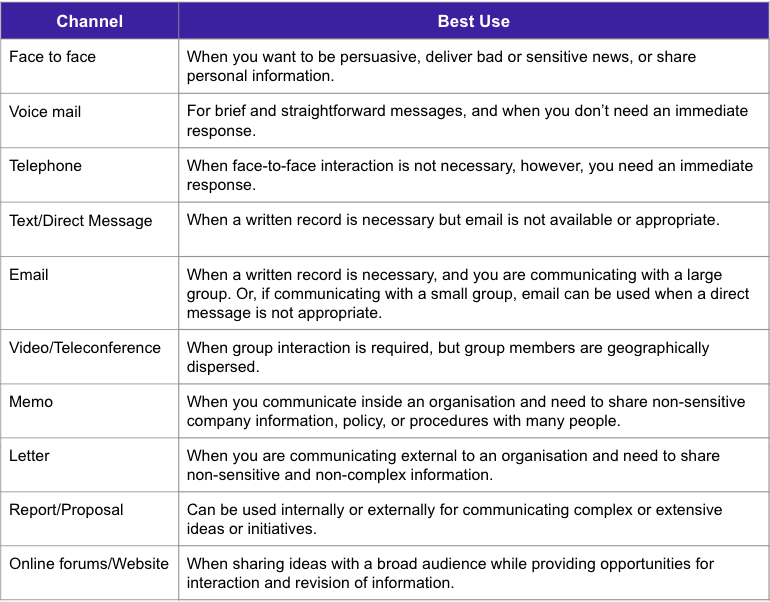 Channel
Best Use
Face to face
When you want to be persuasive, deliver bad or sensitive news, or share
personal information.
Voice mail
For brief and straightforward messages, and when you don’t need an immediate
response.
Telephone
When face-to-face interaction is not necessary, however, you need an immediate
response.
Text/Direct Message
When a written record is necessary but email is not available or appropriate.
Email
When a written record is necessary, and you are communicating with a large
group. Or, if communicating with a small group, email can be used when a direct
message is not appropriate.
Video/Teleconference
When group interaction is required, but group members are geographically
dispersed.
Memo
When you communicate inside an organisation and need to share non-sensitive
company information, policy, or procedures with many people.
Letter
When you are communicating external to an organisation and need to share
non-sensitive and non-complex information.
Report/Proposal
Can be used internally or externally for communicating complex or extensive
ideas or initiatives.
Online forums/Website
When sharing ideas with a broad audience while providing opportunities for
interaction and revision of information.